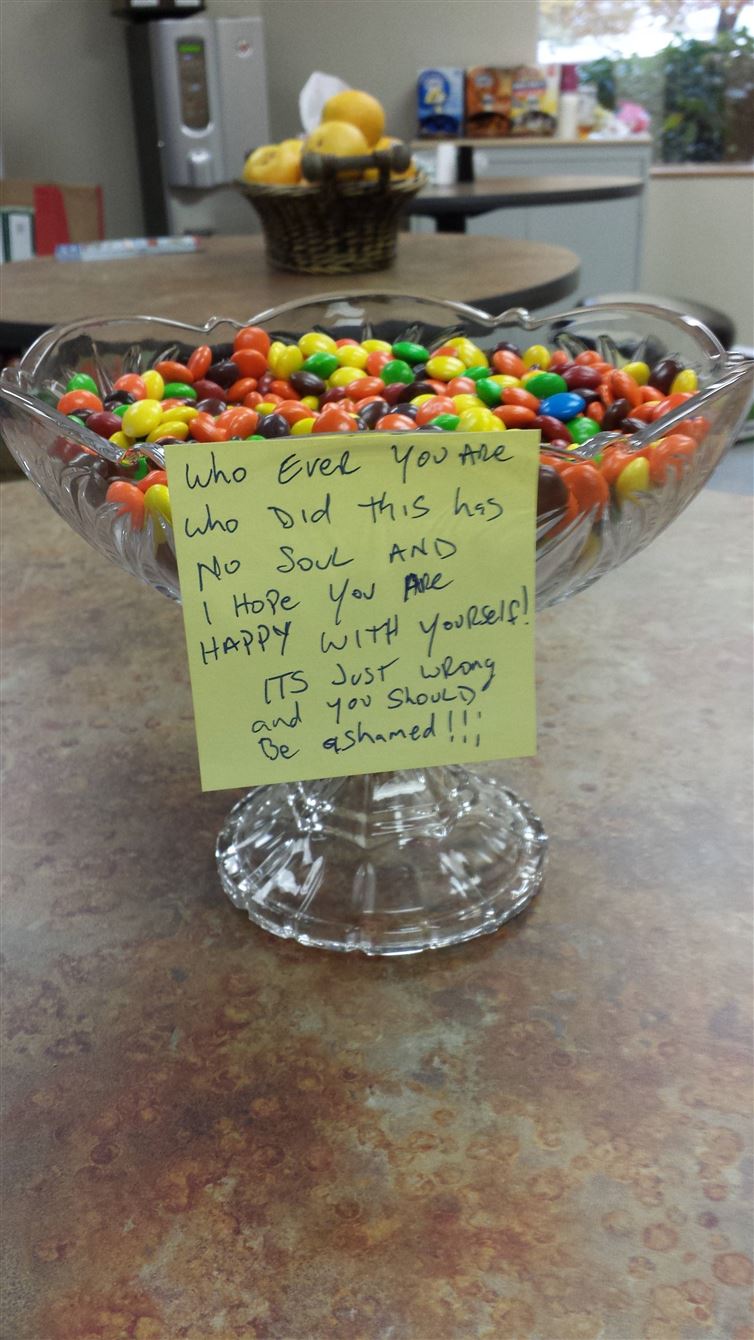 Who EveR You ARe
who DiD THis has
No Soul AND
I HoPe You ARe
HAPPY WITH YouRself!
ITS JusT wRong
and you ShoulD
Be ashamed!!;